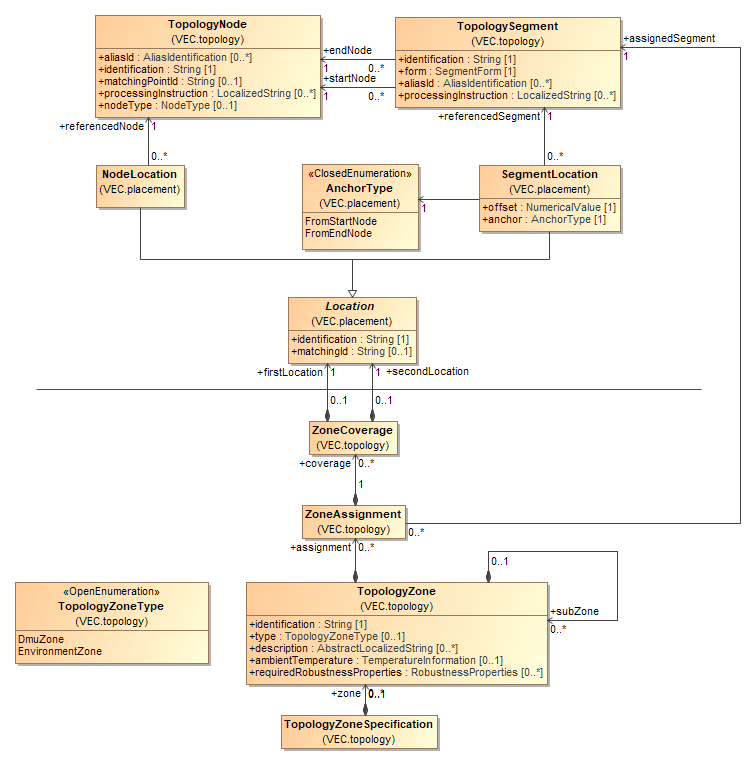 TopologyNode
(VEC.topology)
+aliasId : AliasIdentification [0..*]
+identification : String [1]
+matchingPointId : String [0..1]
+processingInstruction : LocalizedString [0..*]
+nodeType : NodeType [0..1]
+endNode
1
0..*
+startNode
1
0..*
TopologySegment
(VEC.topology)
+identification : String [1]
+form : SegmentForm [1]
+aliasId : AliasIdentification [0..*]
+processingInstruction : LocalizedString [0..*]
+assignedSegment
1
+referencedNode
1
0..*
+referencedSegment
1
0..*
NodeLocation
(VEC.placement)
«ClosedEnumeration»
AnchorType
(VEC.placement)
FromStartNode
FromEndNode
1
SegmentLocation
(VEC.placement)
+offset : NumericalValue [1]
+anchor : AnchorType [1]
Location
(VEC.placement)
+identification : String [1]
+matchingId : String [0..1]
+firstLocation
1
1
+secondLocation
0..1
0..1
ZoneCoverage
(VEC.topology)
+coverage
0..*
1
ZoneAssignment
(VEC.topology)
0..*
+assignment
0..*
0..1
+subZone
0..*
«OpenEnumeration»
TopologyZoneType
(VEC.topology)
DmuZone
EnvironmentZone
TopologyZone
(VEC.topology)
+identification : String [1]
+type : TopologyZoneType [0..1]
+description : AbstractLocalizedString [0..*]
+ambientTemperature : TemperatureInformation [0..1]
+requiredRobustnessProperties : RobustnessProperties [0..*]
+zone
TopologyZoneSpecification
(VEC.topology)